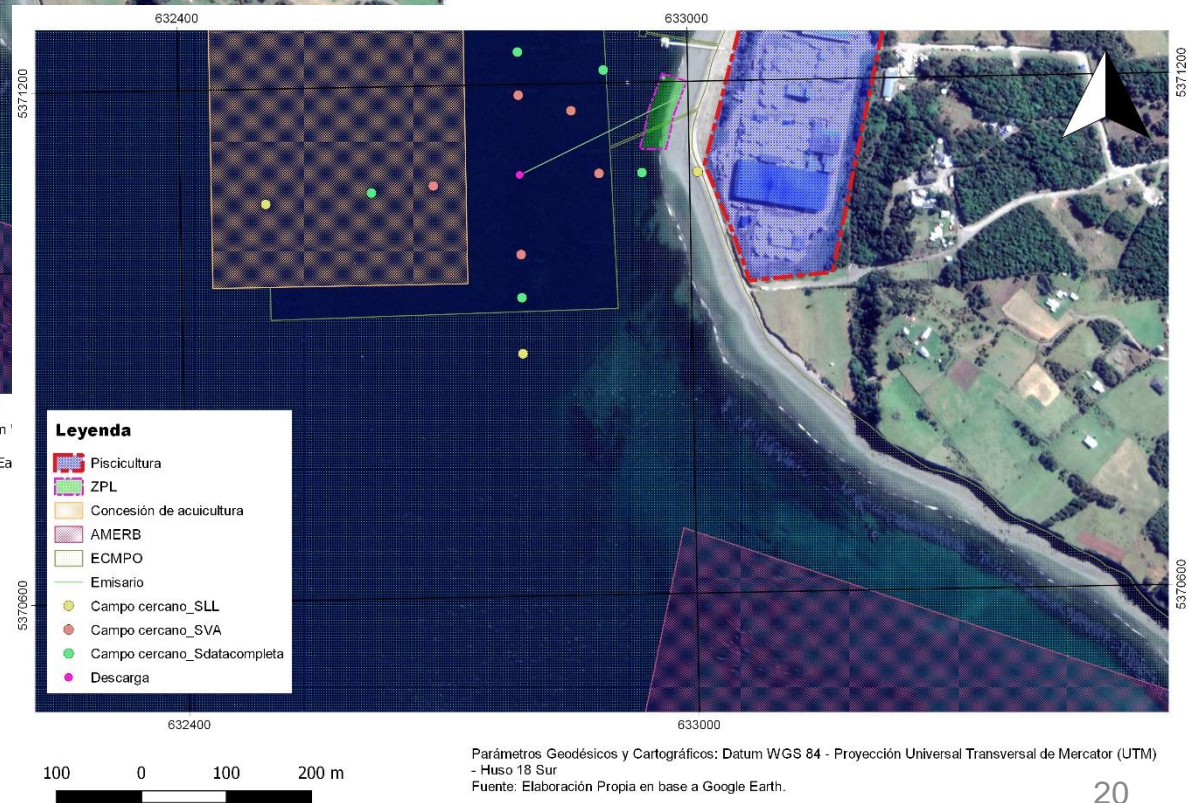 632400
633000
5371200
5371200
Leyenda
Piscicultura
ZPL
Concesión de acuicultura
AMERB
ECMPO
Emisario
Campo cercano_SLL
Campo cercano_SVA
Campo cercano_Sdatacompleta
Descarga
5370600
5370600
632400
633000
100 0 100 200 m
Parámetros Geodésicos y Cartográficos: Datum WGS 84 - Proyección Universal Transversal de Mercator (UTM)
- Huso 18 Sur
Fuente: Elaboración Propia en base a Google Earth.
20